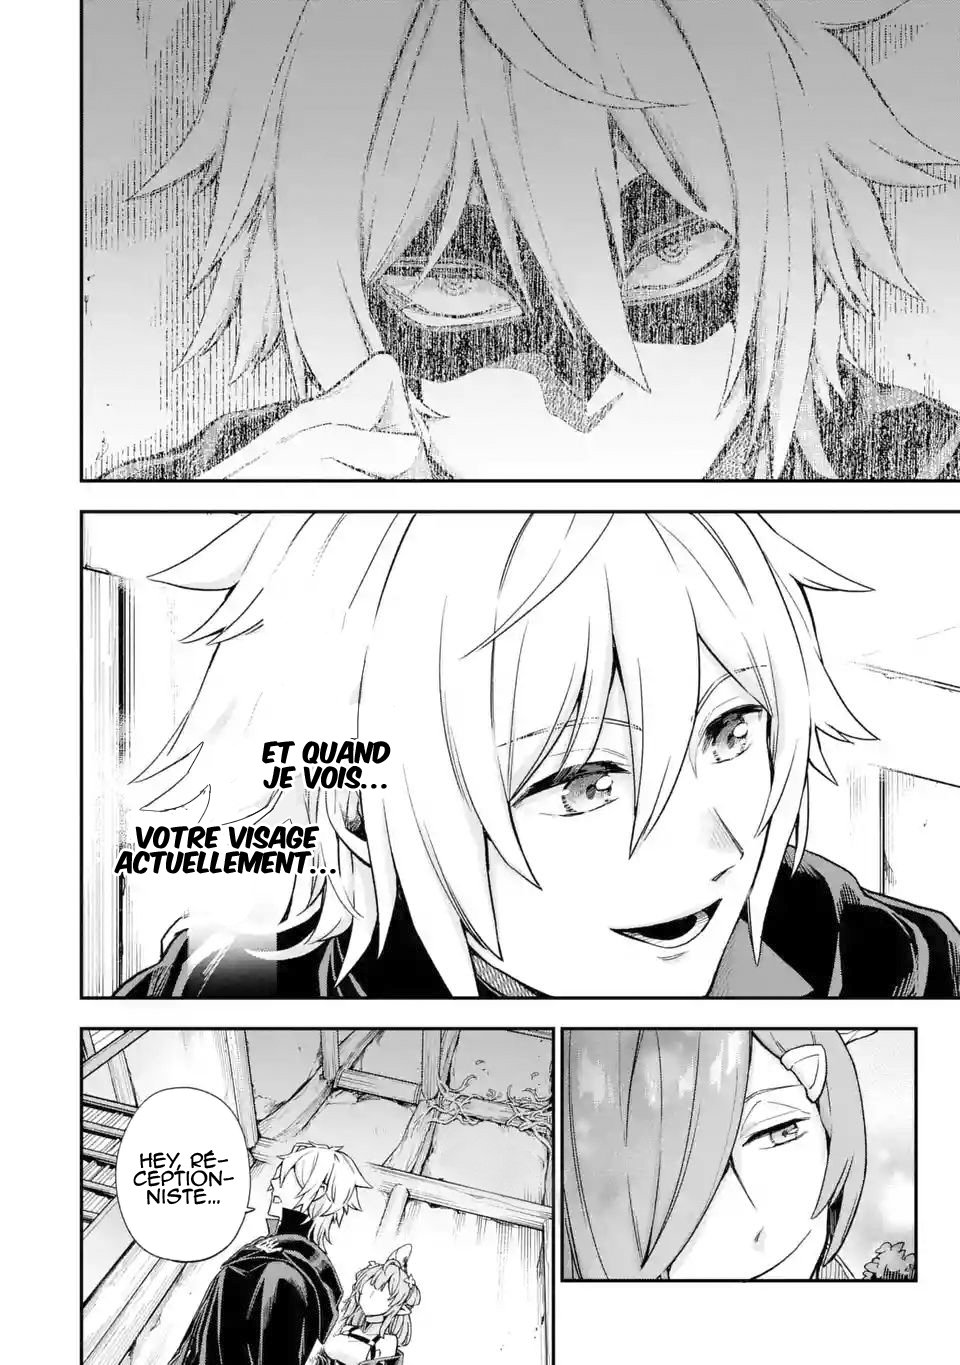 ET QUAND
JE VOIS...
VOTRE VISAGE
ACTUELLEMENT...
HEY, RÉ-
CEPTION-
NISTE...